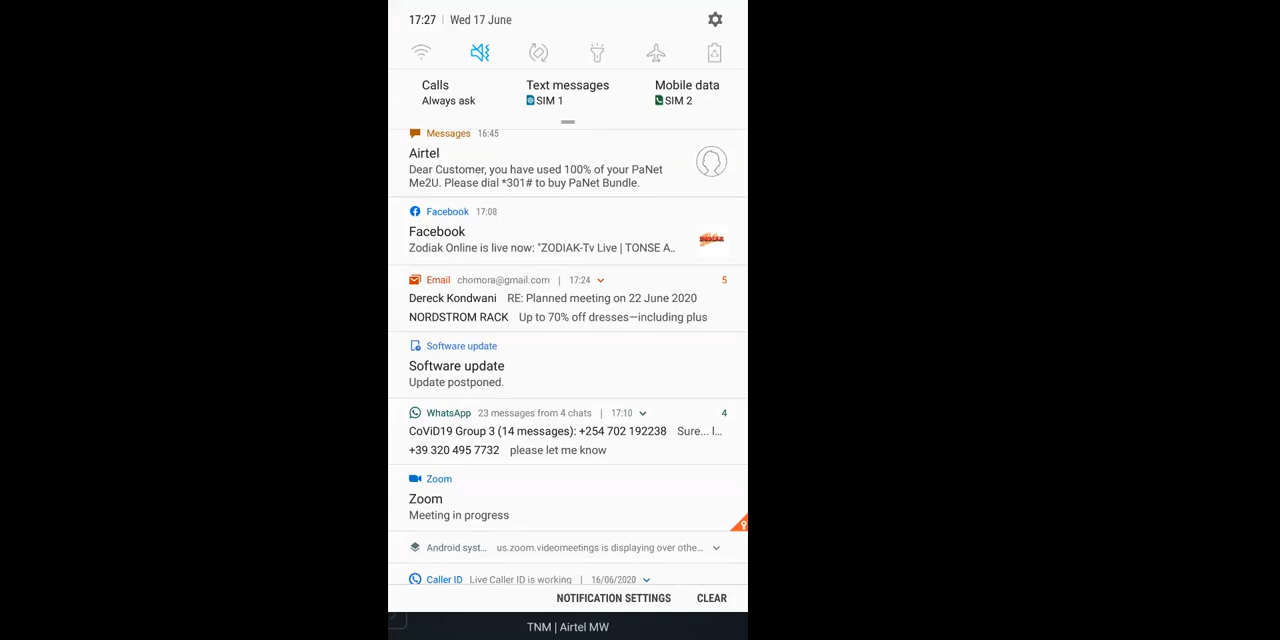 17:27 | Wed 17 June
Calls Text messages Mobile data
Always ask SIM 1 SIM 2
Messages 16:45
Airtel
Dear Customer, you have used 100% of your PaNet
Me2U. Please dial *301# to buy PaNet Bundle.
Facebook 17:08
Facebook
Zodiak Online is live now: "ZODIAK-Tv Live | TONSE A..
ZODIAK
Email chomora@gmail.com | 17:24 5
Dereck Kondwani RE: Planned meeting on 22 June 2020
NORDSTROM RACK Up to 70% off dresses—including plus
Software update
Software update
Update postponed.
WhatsApp 23 messages from 4 chats | 17:10 4
CoViD19 Group 3 (14 messages): +254 702 192238 Sure... l...
+39 320 495 7732 please let me know
Zoom
Zoom
Meeting in progress
Android syst... us.zoom.videomeetings is displaying over othe...
Caller ID Live Caller ID is working | 16/06/2020
NOTIFICATION SETTINGS CLEAR
TNM | Airtel MW